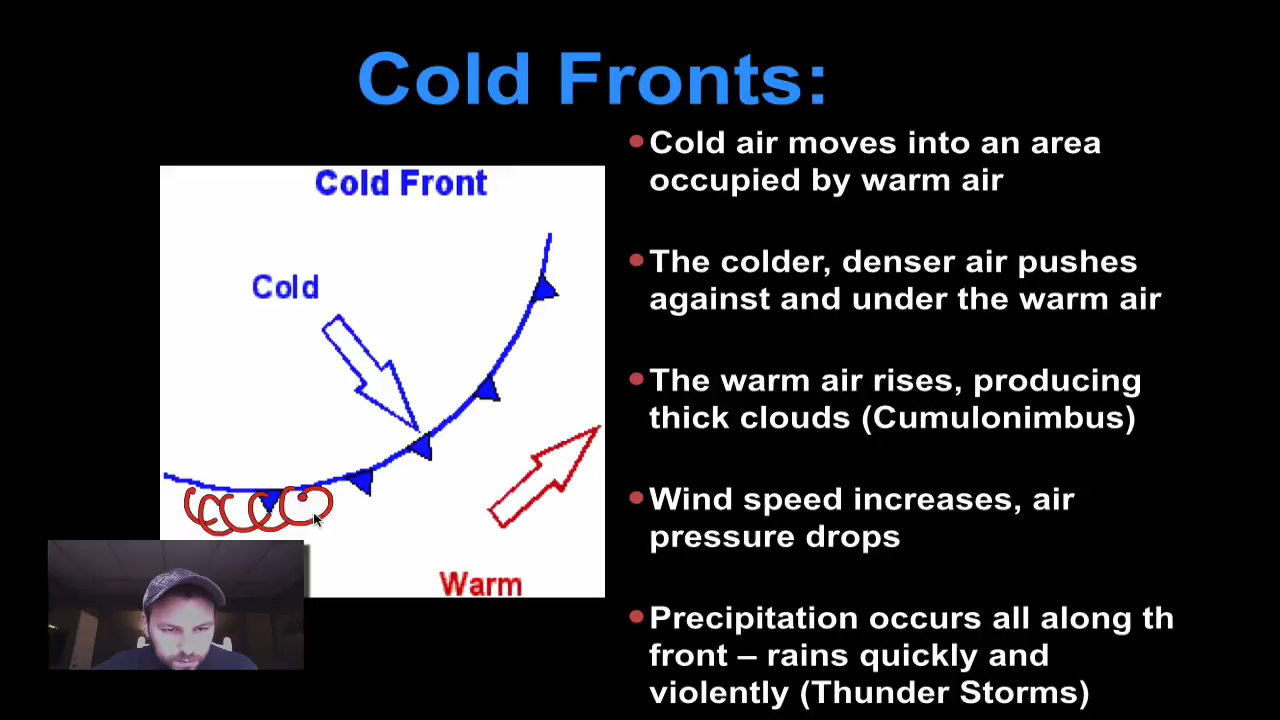 Cold Fronts:
Cold Front
Cold
Warm
Cold air moves into an area
occupied by warm air
The colder, denser air pushes
against and under the warm air
The warm air rises, producing
thick clouds (Cumulonimbus)
Wind speed increases, air
pressure drops
Precipitation occurs all along th
front – rains quickly and
violently (Thunder Storms)